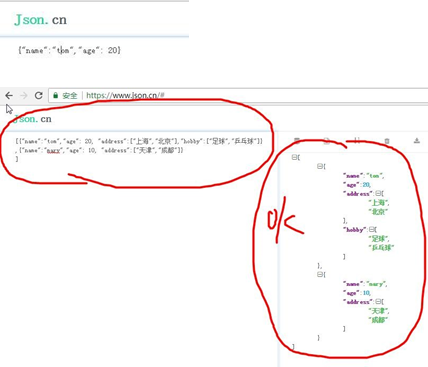 Json.cn
{"name":"tom","age": 20}
安全 | https://www.json.cn/#
Json.cn
[{"name":"tom","age": 20, "address":["上海","北京"],"hobby":["足球","乒乓球"]}
,{"name":"mary","age": 10, "address":["天津","成都"]}
]
OK
[
{
"name":"tom",
"age":20,
"address":[
"上海",
"北京"
],
"hobby":[
"足球",
"乒乓球"
]
},
{
"name":"mary",
"age":10,
"address":[
"天津",
"成都"
]
}
]